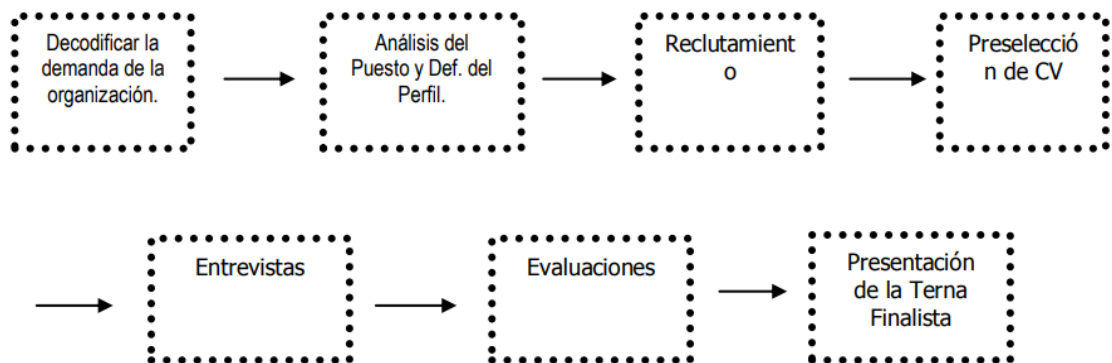 Decodificar la
demanda de la
organización.
Análisis del
Puesto y Def. del
Perfil.
Reclutamient
o
Preselecció
n de CV
Entrevistas
Evaluaciones
Presentación
de la Terna
Finalista